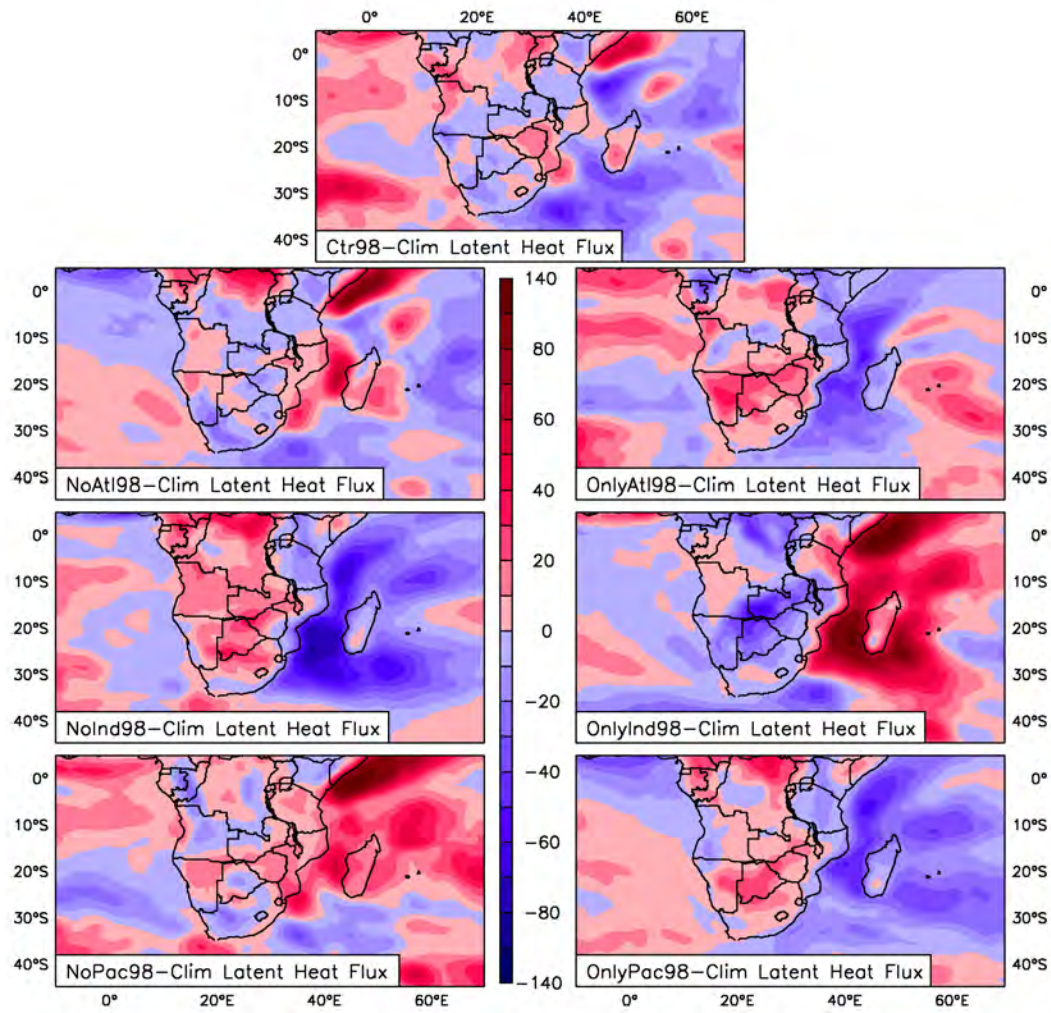 0° 20°E 40°E 60°E
0°
10°S
20°S
30°S
40°S
Ctr98-Clim Latent Heat Flux
0°
10°S
20°S
30°S
40°S
NoAtl98-Clim Latent Heat Flux
140
80
60
40
20
0
-20
-40
-60
-80
-140
0°
10°S
20°S
30°S
40°S
OnlyAtl98-Clim Latent Heat Flux
0°
10°S
20°S
30°S
40°S
NoInd98-Clim Latent Heat Flux
0°
10°S
20°S
30°S
40°S
OnlyInd98-Clim Latent Heat Flux
0°
10°S
20°S
30°S
40°S
NoPac98-Clim Latent Heat Flux
0°
10°S
20°S
30°S
40°S
OnlyPac98-Clim Latent Heat Flux
0° 20°E 40°E 60°E
0° 20°E 40°E 60°E